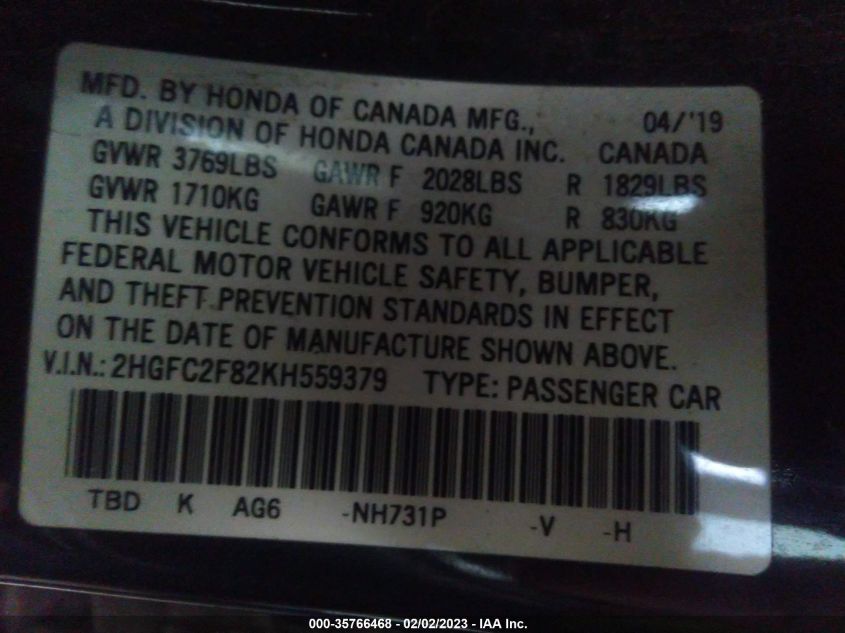 MFD. BY HONDA OF CANADA MFG., 04/'19
A DIVISION OF HONDA CANADA INC. CANADA
GVWR 3769LBS GAWR F 2028LBS R 1829LBS
GVWR 1710KG GAWR F 920KG R 830KG
THIS VEHICLE CONFORMS TO ALL APPLICABLE
FEDERAL MOTOR VEHICLE SAFETY, BUMPER,
AND THEFT PREVENTION STANDARDS IN EFFECT
ON THE DATE OF MANUFACTURE SHOWN ABOVE.
V.I.N.: 2HGFC2F82KH559379 TYPE: PASSENGER CAR
TBD K AG6 -NH731P -V -H
000-35766468 - 02/02/2023 - IAA Inc.